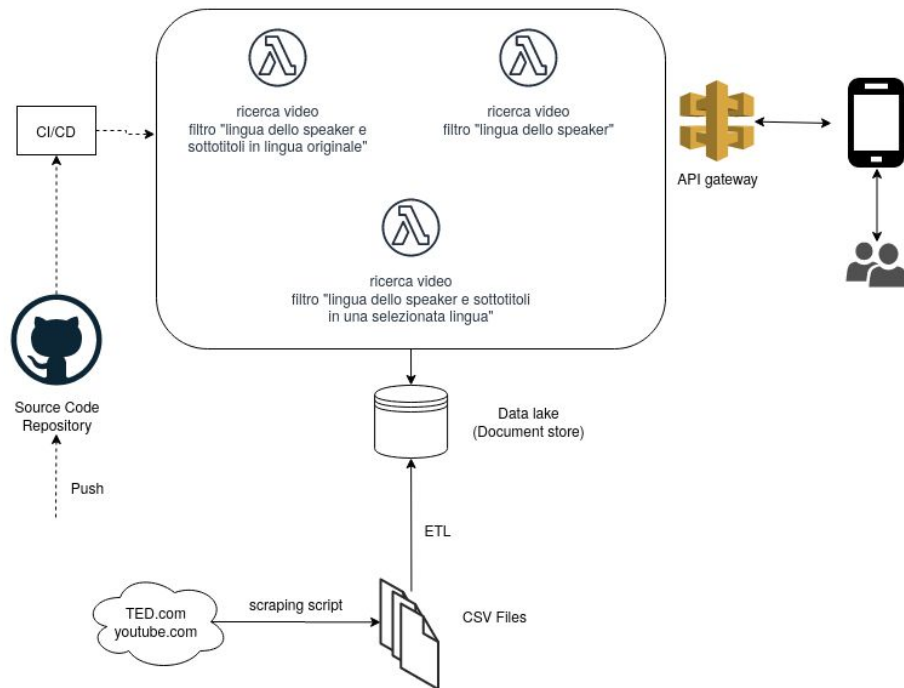 ricerca video
filtro "lingua dello speaker e
sottotitoli in lingua originale"
ricerca video
filtro "lingua dello speaker"
CI/CD
API gateway
ricerca video
filtro "lingua dello speaker e sottotitoli
in una selezionata lingua"
Source Code
Repository
Data lake
(Document store)
Push
ETL
TED.com
youtube.com
scraping script
CSV Files